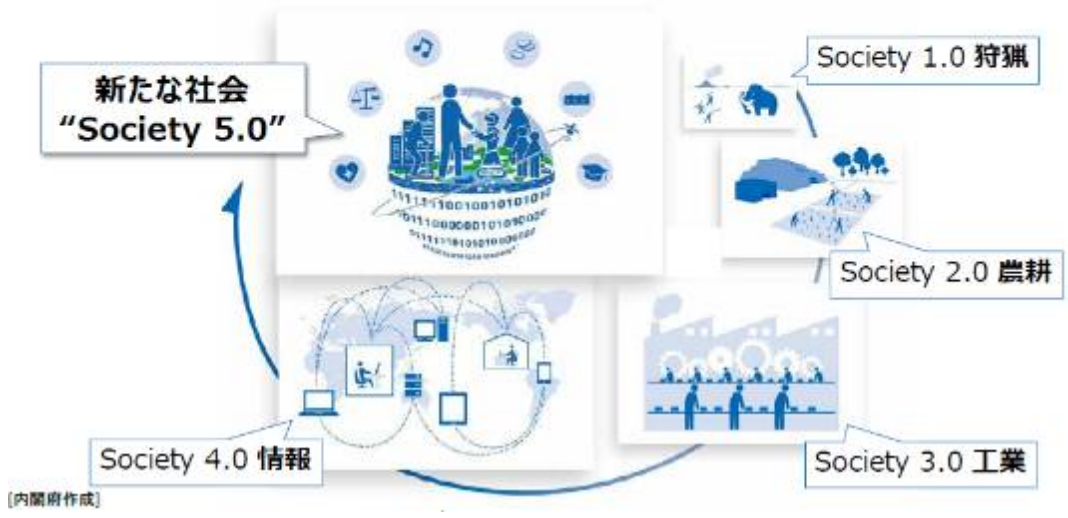 新たな社会
“Society 5.0”
Society 1.0 狩猟
Society 2.0 農耕
Society 3.0 工業
Society 4.0 情報
[内閣府作成]